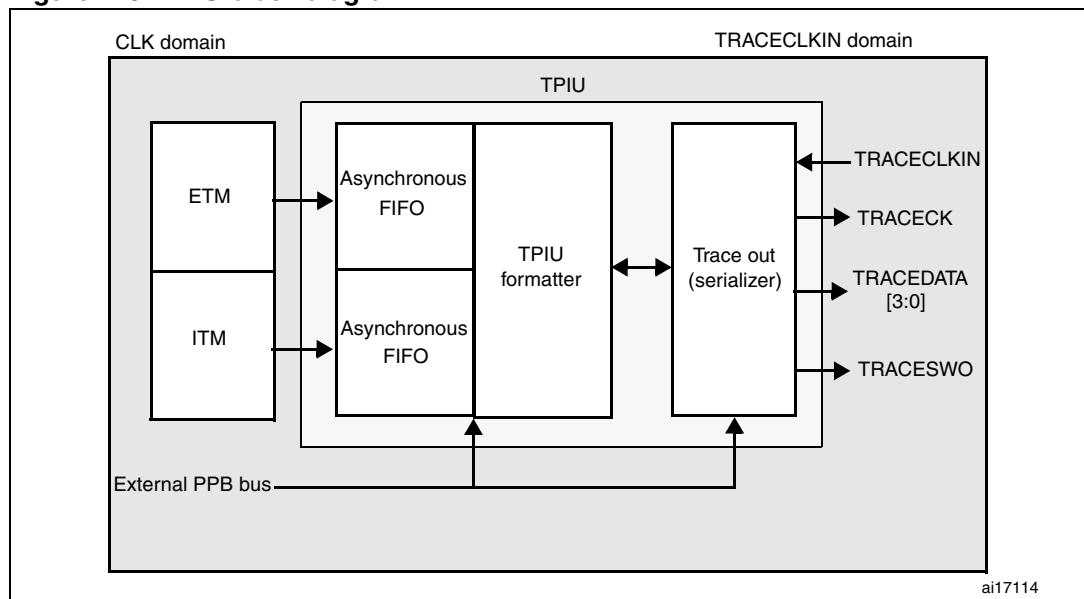 CLK domain
TRACECLKIN domain
TPIU
ETM
ITM
Asynchronous
FIFO
Asynchronous
FIFO
TPIU
formatter
Trace out
(serializer)
TRACECLKIN
TRACECK
TRACEDATA
[3:0]
TRACESWO
External PPB bus
ai17114